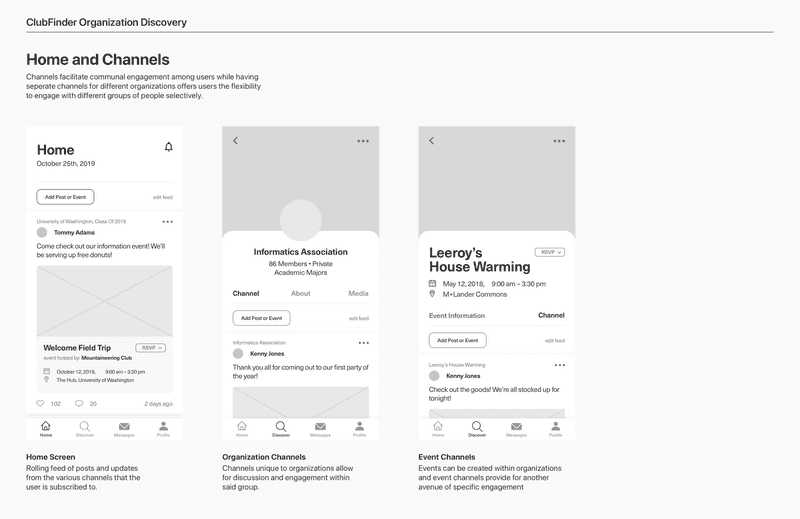 ClubFinder Organization Discovery
Home and Channels
Channels facilitate communal engagement among users while having
seperate channels for different organizations offers users the flexibility
to engage with different groups of people selectively.
Home
October 25th, 2019
Add Post or Event
edit feed
University of Washington, Class Of 2019
Tommy Adams
Come check out our information event! We'll
be serving up free donuts!
Welcome Field Trip
RSVP
event hosted by: Mountaineering Club
October 12, 2019, 9:00 am – 3:30 pm
The Hub, University of Washington
102
20
2 days ago
Home
Discover
Messages
Profile
Home Screen
Rolling feed of posts and updates
from the various channels that the
user is subscribed to.
Informatics Association
86 Members • Private
Academic Majors
Channel
About
Media
Add Post or Event
edit feed
Informatics Association
Kenny Jones
Thank you all for coming out to our first party of
the year!
Home
Discover
Messages
Profile
Organization Channels
Channels unique to organizations allow
for discussion and engagement within
said group.
Leeroy's
House Warming
RSVP
May 12, 2018, 9:00 am – 3:30 pm
M+Lander Commons
Event Information
Channel
Add Post or Event
edit feed
Leeroy's House Warming
Kenny Jones
Check out the goods! We're all stocked up for
tonight!
Home
Discover
Messages
Profile
Event Channels
Events can be created within organizations
and event channels provide for another
avenue of specific engagement